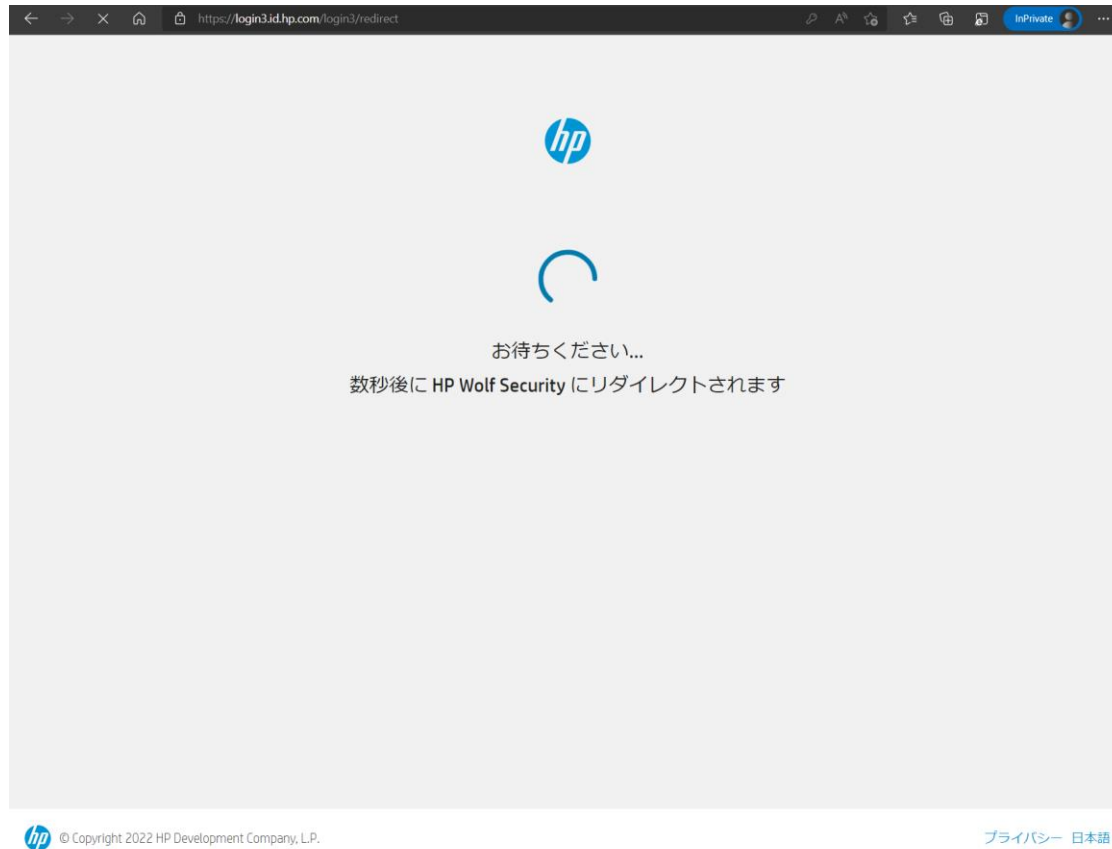 https://login3.id.hp.com/login3/redirect
InPrivate
hp
お待ちください...
数秒後に HP Wolf Security にリダイレクトされます
hp © Copyright 2022 HP Development Company, L.P.
プライバシー 日本語